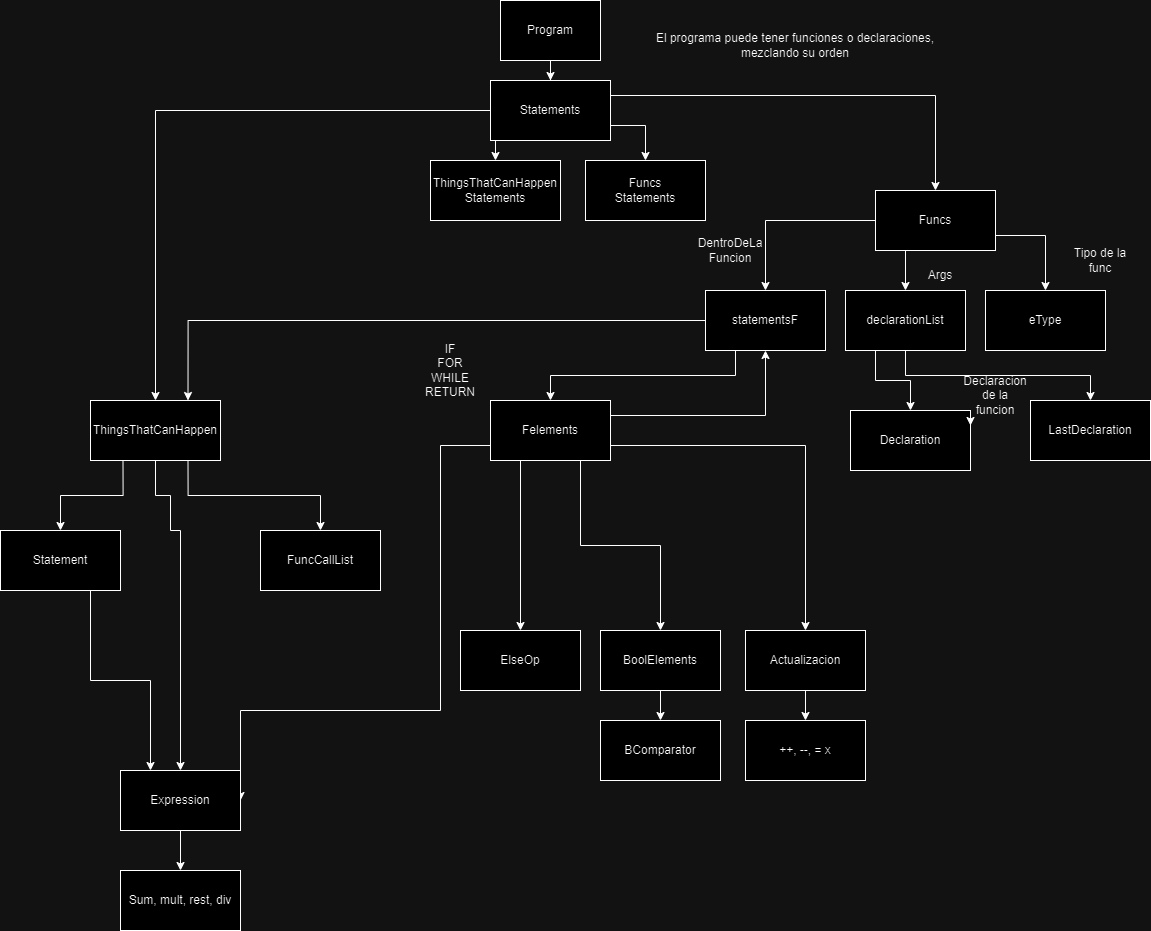 Program
El programa puede tener funciones o declaraciones,
mezclando su orden
Statements
ThingsThatCanHappen
Statements
Funcs
Statements
Funcs
DentroDeLa
Funcion
Args
Tipo de la
func
statementsF
declarationList
eType
IF
FOR
WHILE
RETURN
Declaracion
de la
funcion
ThingsThatCanHappen
Felements
Declaration
LastDeclaration
Statement
FuncCallList
ElseOp
BoolElements
Actualizacion
BComparator
++, --, = x
Expression
Sum, mult, rest, div